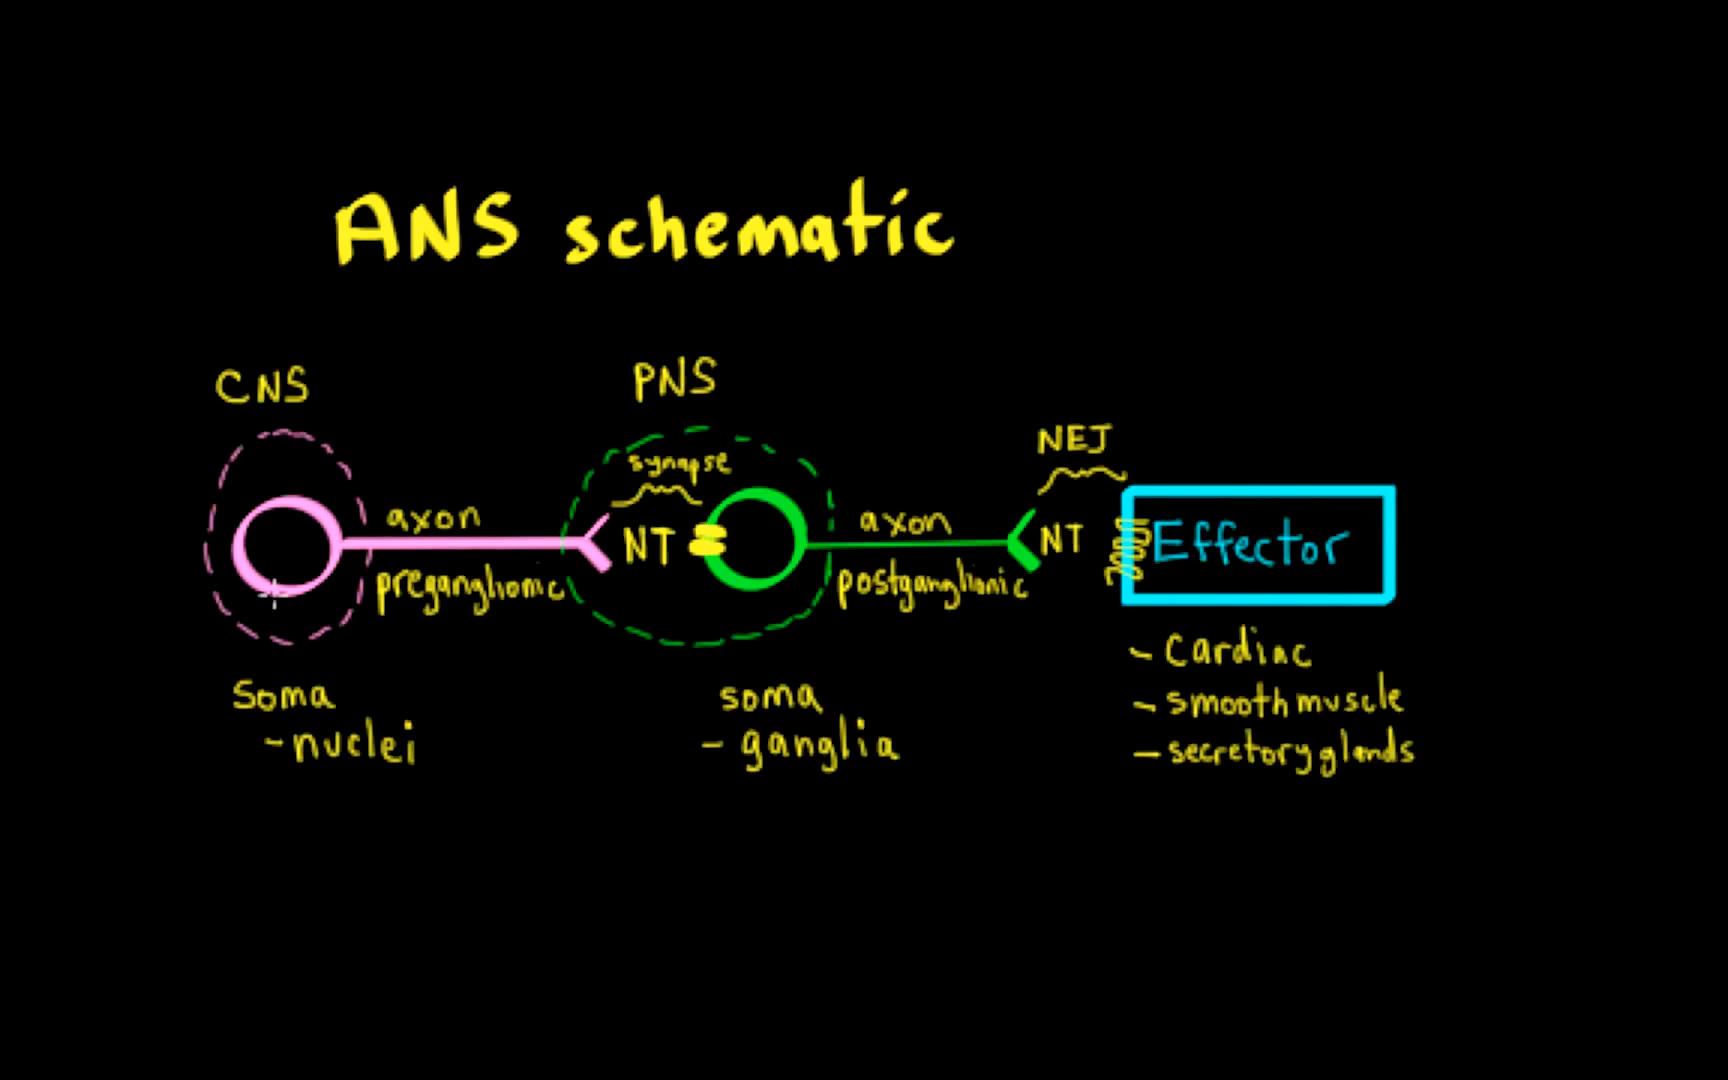 ANS schematic
CNS
PNS
NEJ
synapse
axon
NT
axon
NT
Effector
preganglionic
postganglionic
Soma
-nuclei
soma
- ganglia
- Cardiac
- smooth muscle
- secretory glands